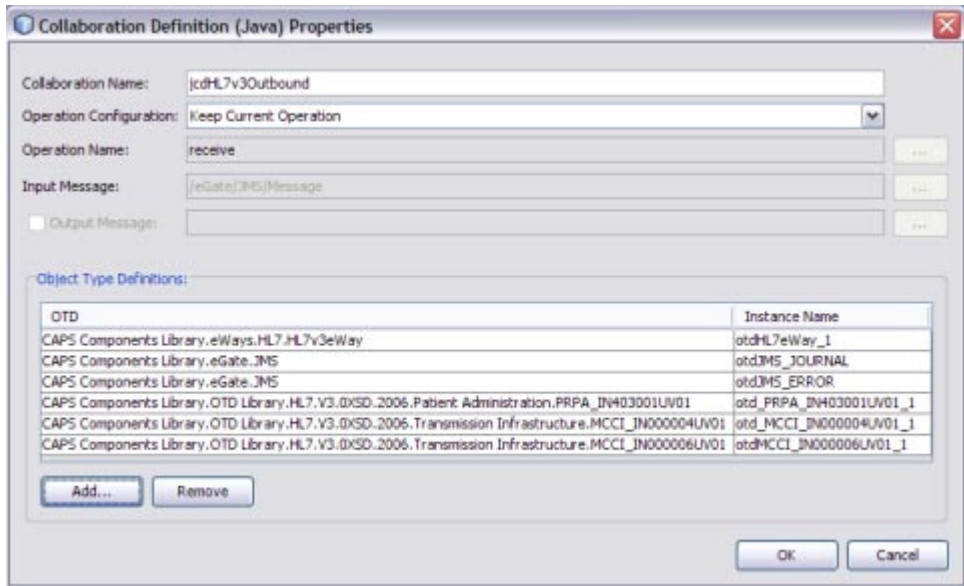 Collaboration Definition (Java) Properties
Collaboration Name: jcdHL7v3Outbound
Operation Configuration: Keep Current Operation
Operation Name: receive ...
Input Message: /eGate/JMS/Message ...
Output Message: ...
Object Type Definitions:
OTD Instance Name
CAPS Components Library.eWays.HL7.HL7v3eWay otdHL7eWay_1
CAPS Components Library.eGate.JMS otdJMS_JOURNAL
CAPS Components Library.eGate.JMS otdJMS_ERROR
CAPS Components Library.OTD Library.HL7.V3.0XSD.2006.Patient Administration.PRPA_IN403001UV01 otd_PRPA_IN403001UV01_1
CAPS Components Library.OTD Library.HL7.V3.0XSD.2006.Transmission Infrastructure.MCCI_IN000004UV01 otd_MCCI_IN000004UV01_1
CAPS Components Library.OTD Library.HL7.V3.0XSD.2006.Transmission Infrastructure.MCCI_IN000006UV01 otdMCCI_IN000006UV01_1
Add... Remove
OK Cancel